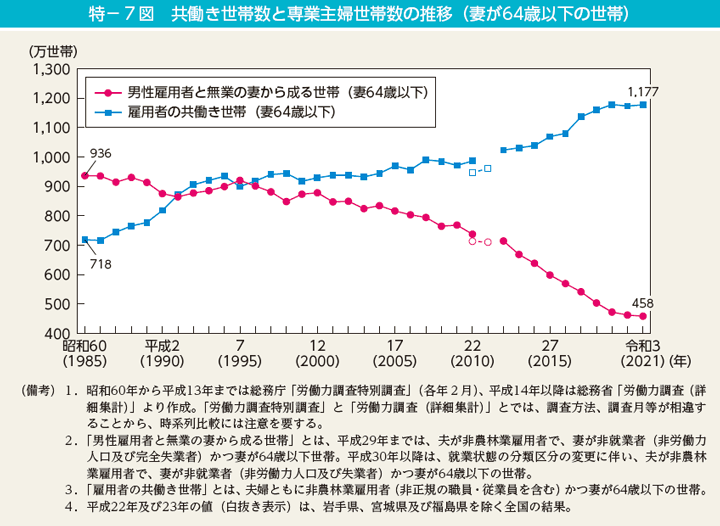 特－７図　共働き世帯数と専業主婦世帯数の推移（妻が64歳以下の世帯）
(万世帯)
1,300
1,200
1,100
1,000
900
800
700
600
500
400
男性雇用者と無業の妻から成る世帯（妻64歳以下）
雇用者の共働き世帯（妻64歳以下）
936
718
1,177
458
昭和60 平成2 7 12 17 22 27 令和3
(1985) (1990) (1995) (2000) (2005) (2010) (2015) (2021) (年)
（備考）１．昭和60年から平成13年までは総務庁「労働力調査特別調査」（各年２月）、平成14年以降は総務省「労働力調査（詳
細集計）」より作成。「労働力調査特別調査」と「労働力調査（詳細集計）」とでは、調査方法、調査月等が相違す
ることから、時系列比較には注意を要する。
２．「男性雇用者と無業の妻から成る世帯」とは、平成29年までは、夫が非農林業雇用者で、妻が非就業者（非労働力
人口及び完全失業者）かつ妻が64歳以下世帯。平成30年以降は、就業状態の分類区分の変更に伴い、夫が非農林
業雇用者で、妻が非就業者（非労働力人口及び失業者）かつ妻が64歳以下の世帯。
３．「雇用者の共働き世帯」とは、夫婦ともに非農林業雇用者（非正規の職員・従業員を含む）かつ妻が64歳以下の世帯。
４．平成22年及び23年の値（白抜き表示）は、岩手県、宮城県及び福島県を除く全国の結果。